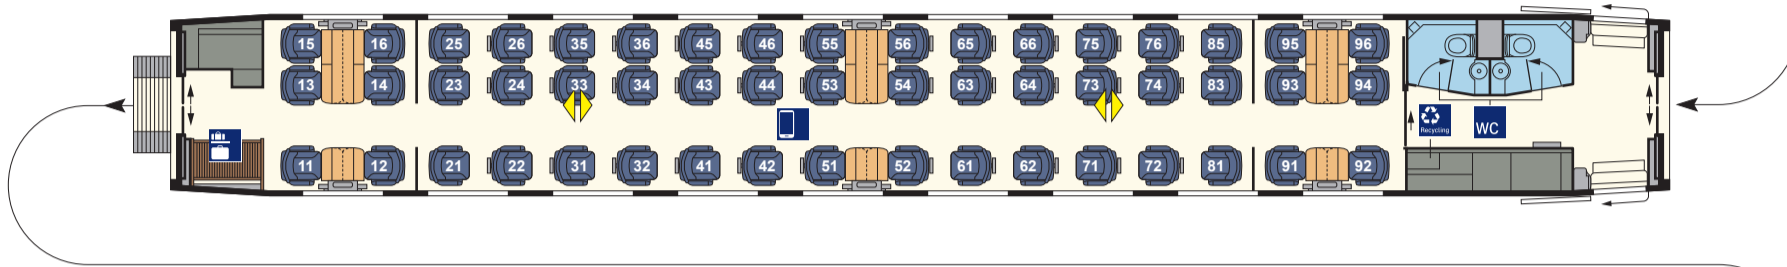 15 16 25 26 35 36 45 46 55 56 65 66 75 76 85 95 96
13 14 23 24 33 34 43 44 53 54 63 64 73 74 83 93 94
Recycling WC
11 12 21 22 31 32 41 42 51 52 61 62 71 72 81 91 92